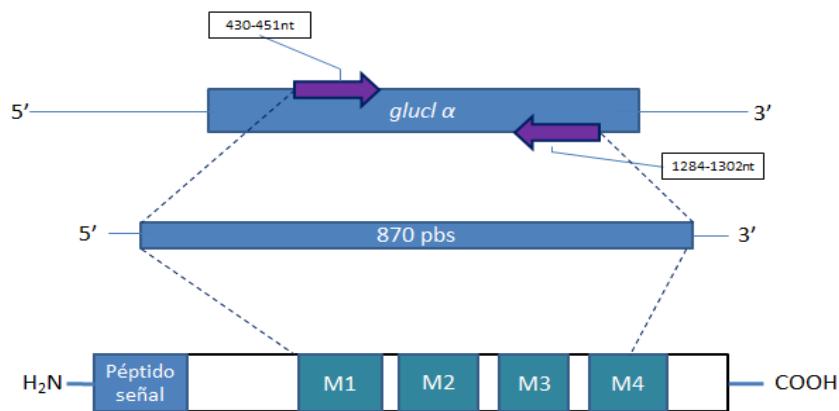 430-451nt
5’
glucl α
3’
1284-1302nt
5’
870 pbs
3’
H₂N
Péptido
señal
M1
M2
M3
M4
COOH